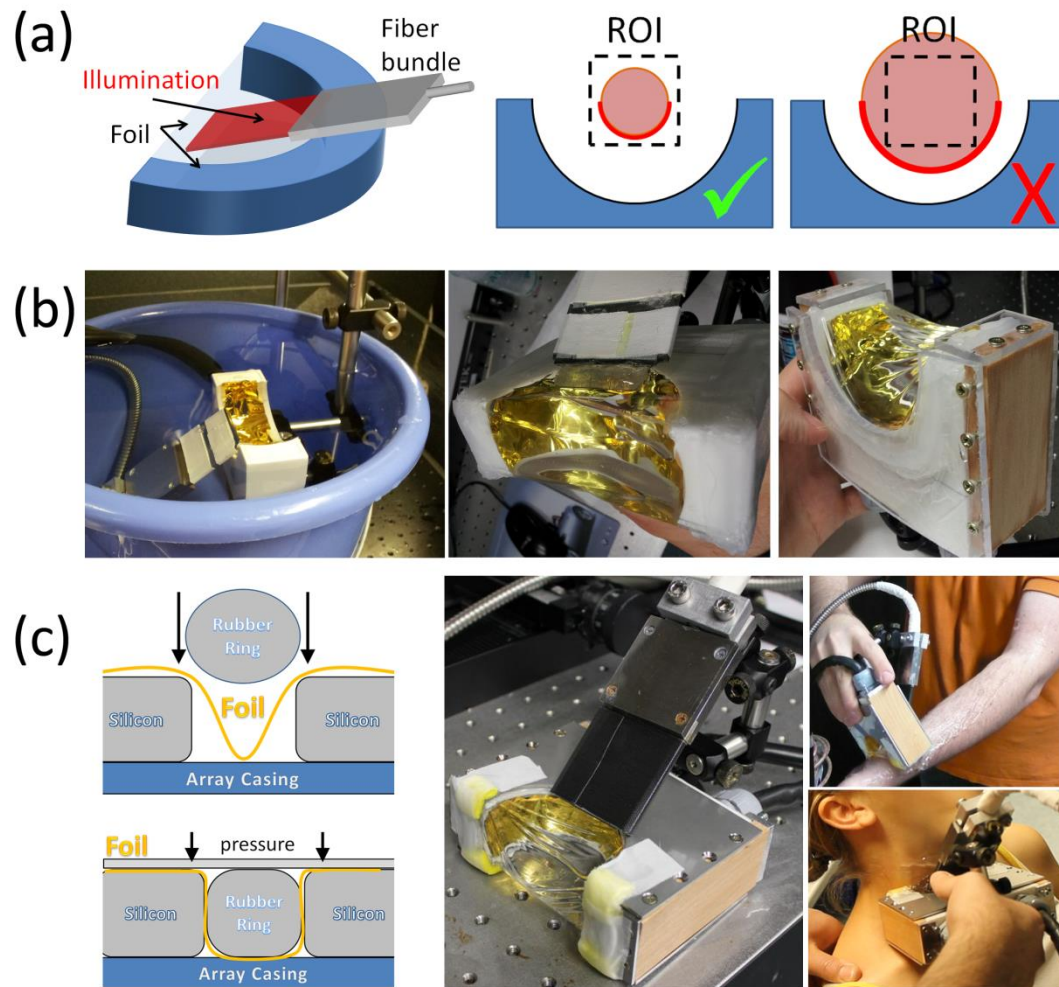 (a)
Fiber
bundle
Illumination
Foil
ROI
ROI
X
(b)
(c)
Rubber
Ring
Foil
Silicon
Silicon
Array Casing
Foil
pressure
Silicon
Rubber
Ring
Silicon
Array Casing